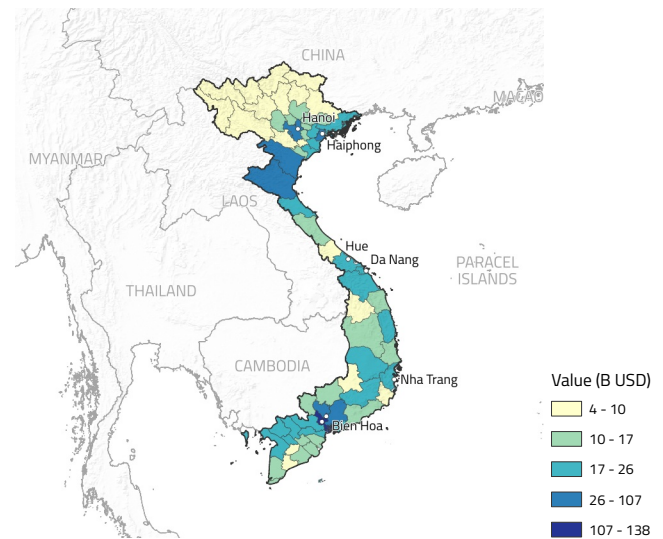 CHINA
MACAO
Hanoi
Haiphong
MYANMAR
LAOS
Hue
Da Nang
PARACEL
ISLANDS
THAILAND
CAMBODIA
Nha Trang
Bien Hoa
Value (B USD)
4 - 10
10 - 17
17 - 26
26 - 107
107 - 138